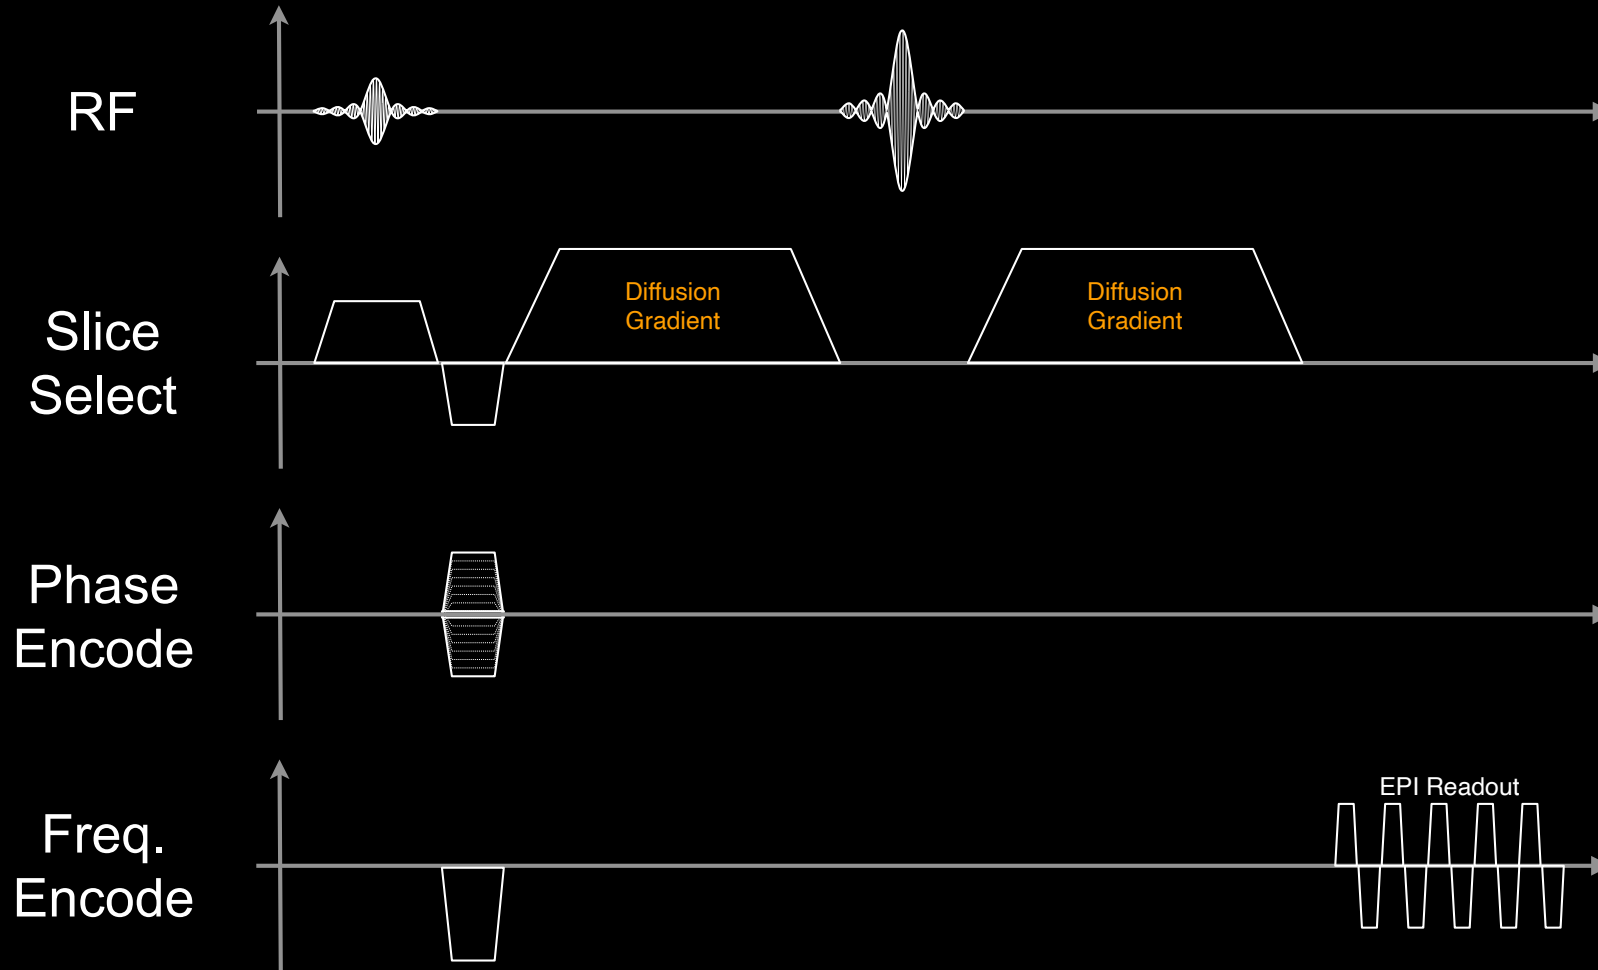 RF
Slice
Select
Diffusion
Gradient
Diffusion
Gradient
Phase
Encode
Freq.
Encode
EPI Readout